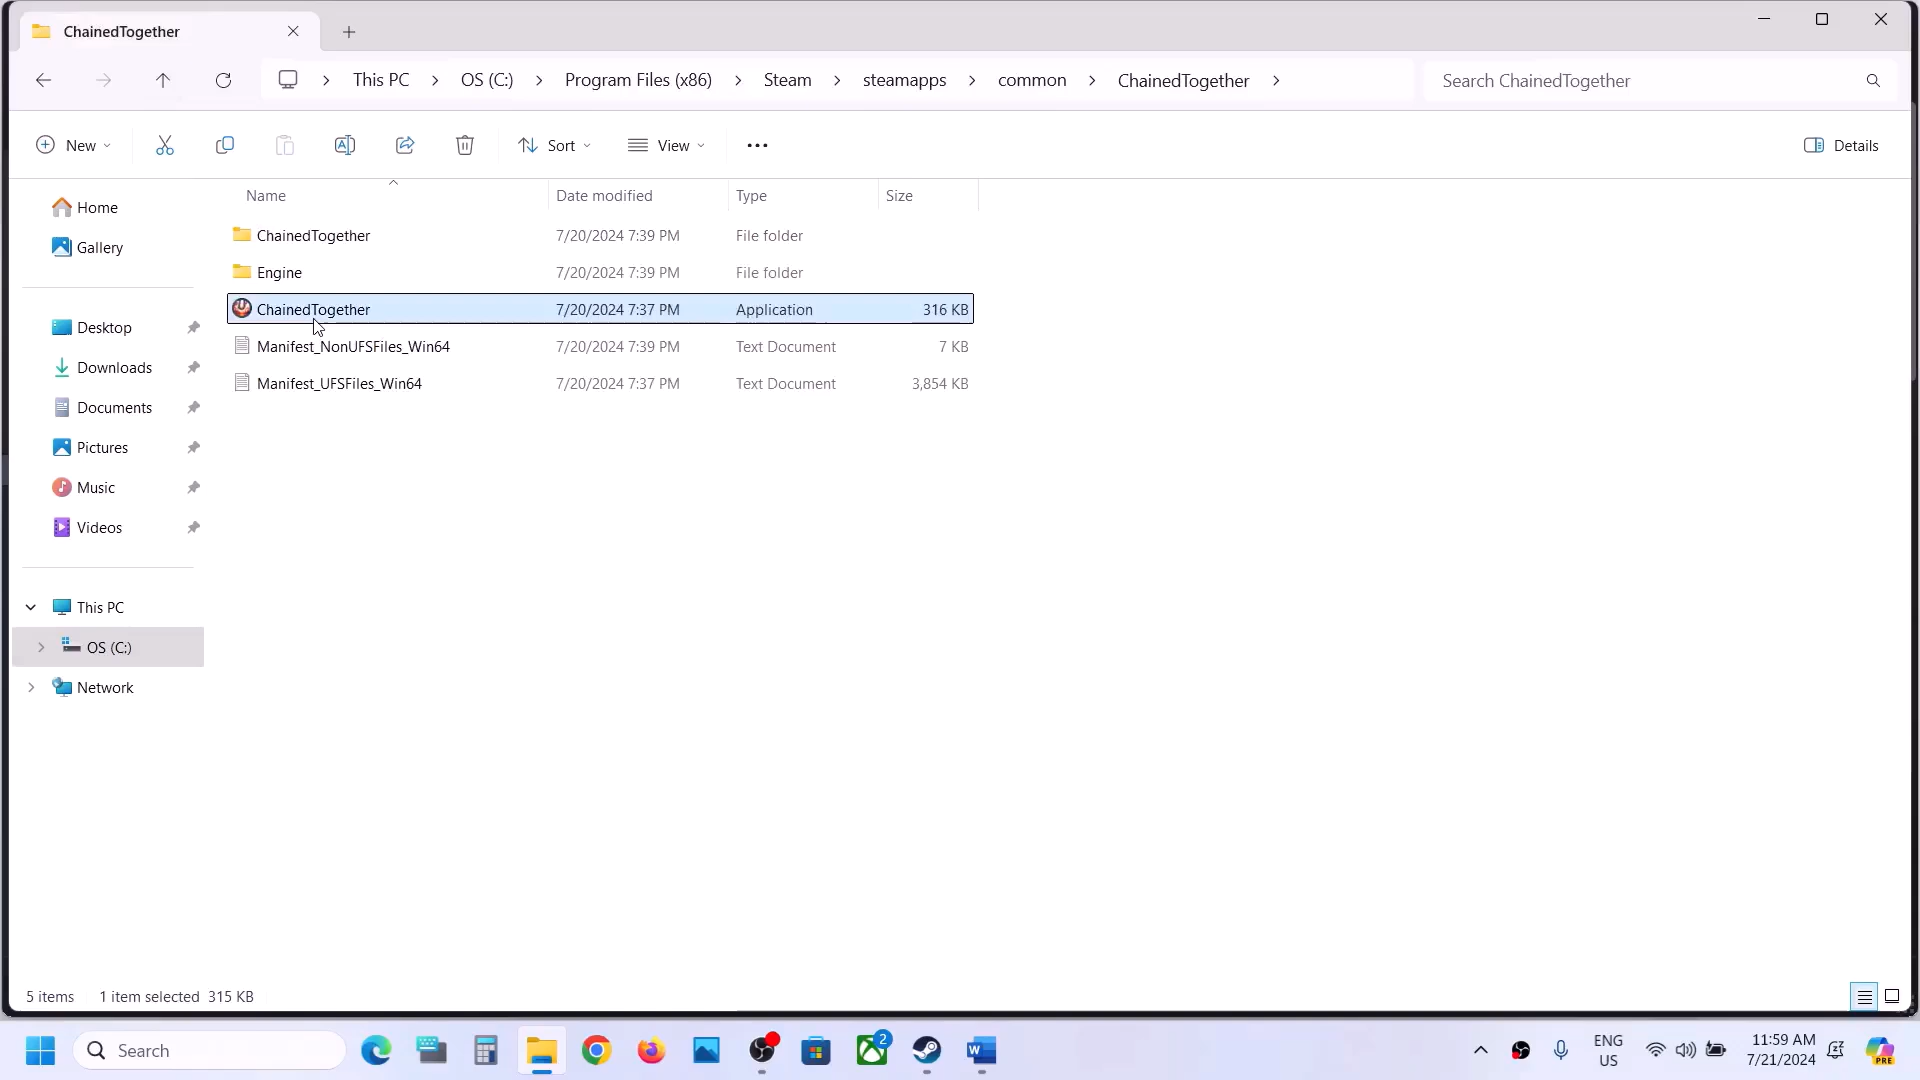 ChainedTogether
This PC > OS (C:) > Program Files (x86) > Steam > steamapps > common > ChainedTogether >
Search ChainedTogether
New
Sort
View
Details
Name Date modified Type Size
ChainedTogether 7/20/2024 7:39 PM File folder
Engine 7/20/2024 7:39 PM File folder
ChainedTogether 7/20/2024 7:37 PM Application 316 KB
Manifest_NonUFSFiles_Win64 7/20/2024 7:39 PM Text Document 7 KB
Manifest_UFSFiles_Win64 7/20/2024 7:37 PM Text Document 3,854 KB
Home
Gallery
Desktop
Downloads
Documents
Pictures
Music
Videos
This PC
OS (C:)
Network
5 items 1 item selected 315 KB
Search
2
ENG
US
11:59 AM
7/21/2024
PRE